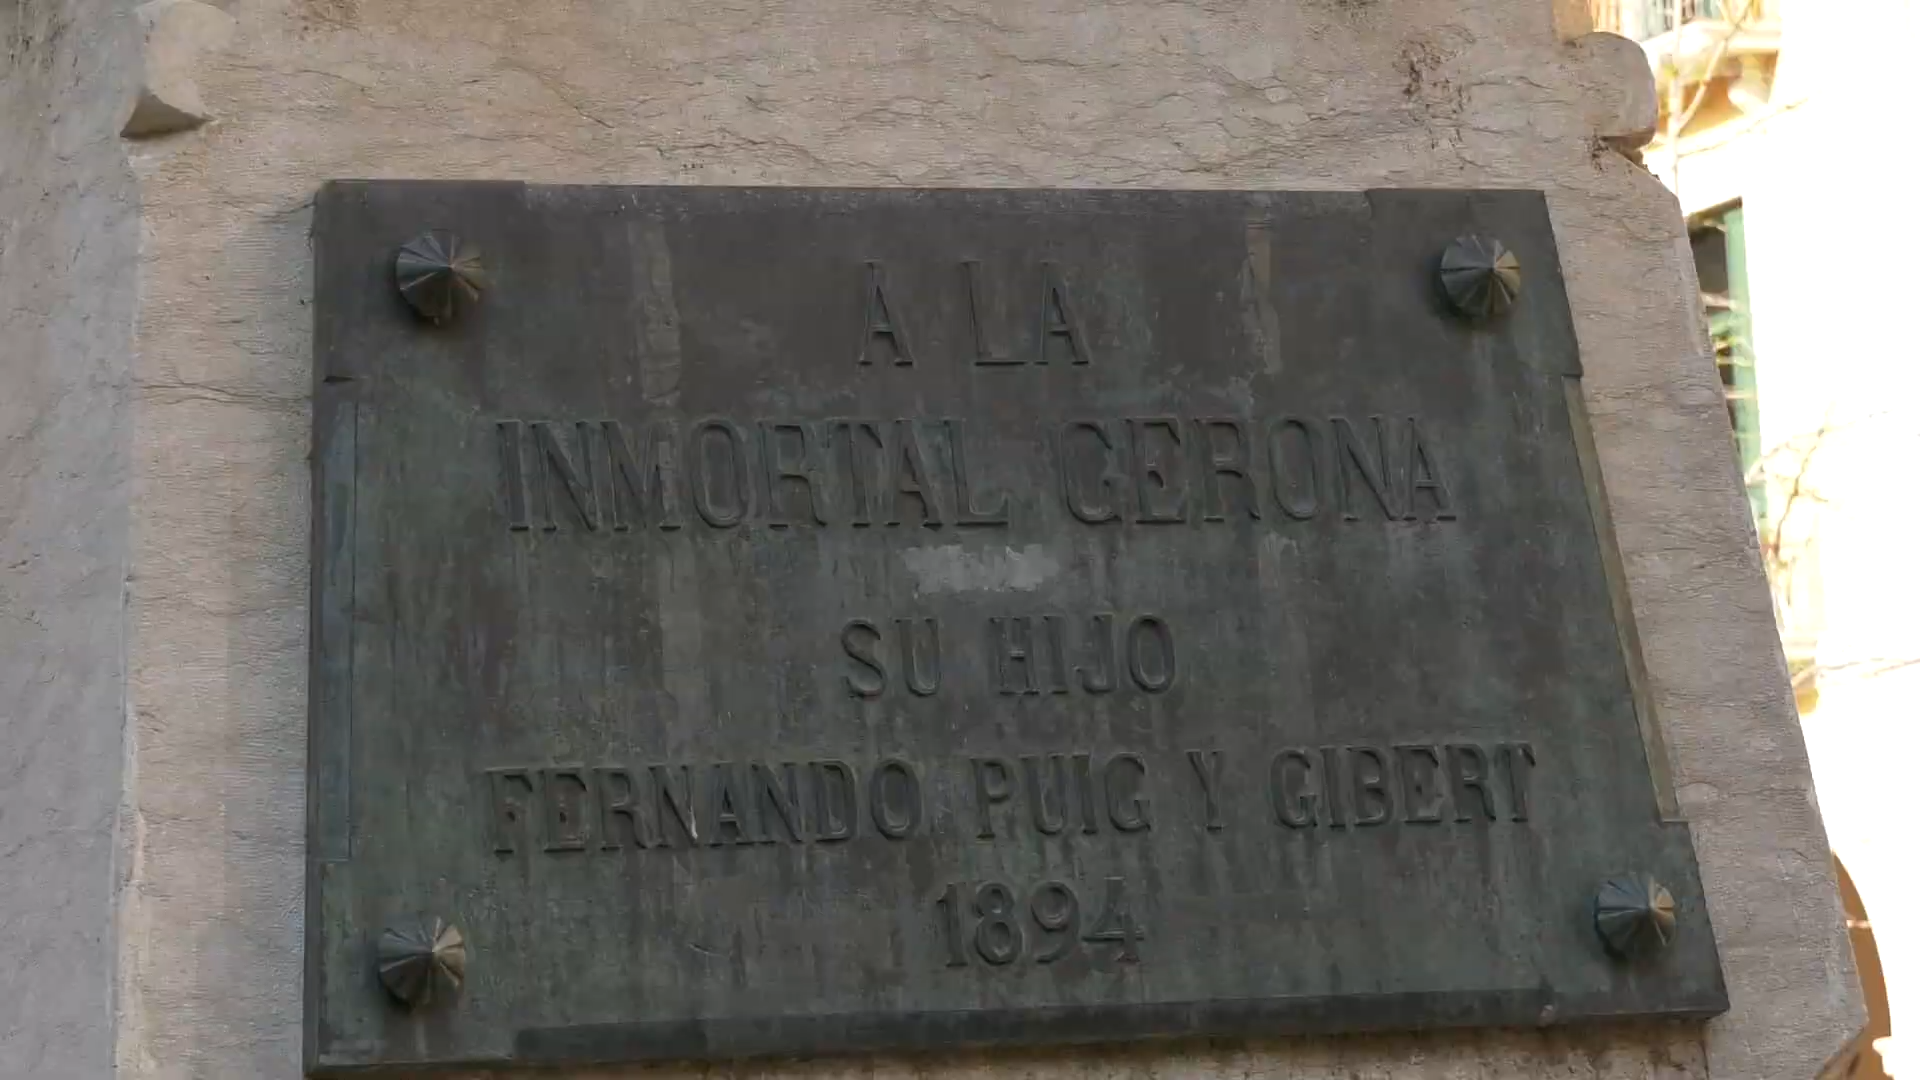 A LA
INMORTAL GERONA
SU HIJO
FERNANDO PUIG Y GIBERT
1894